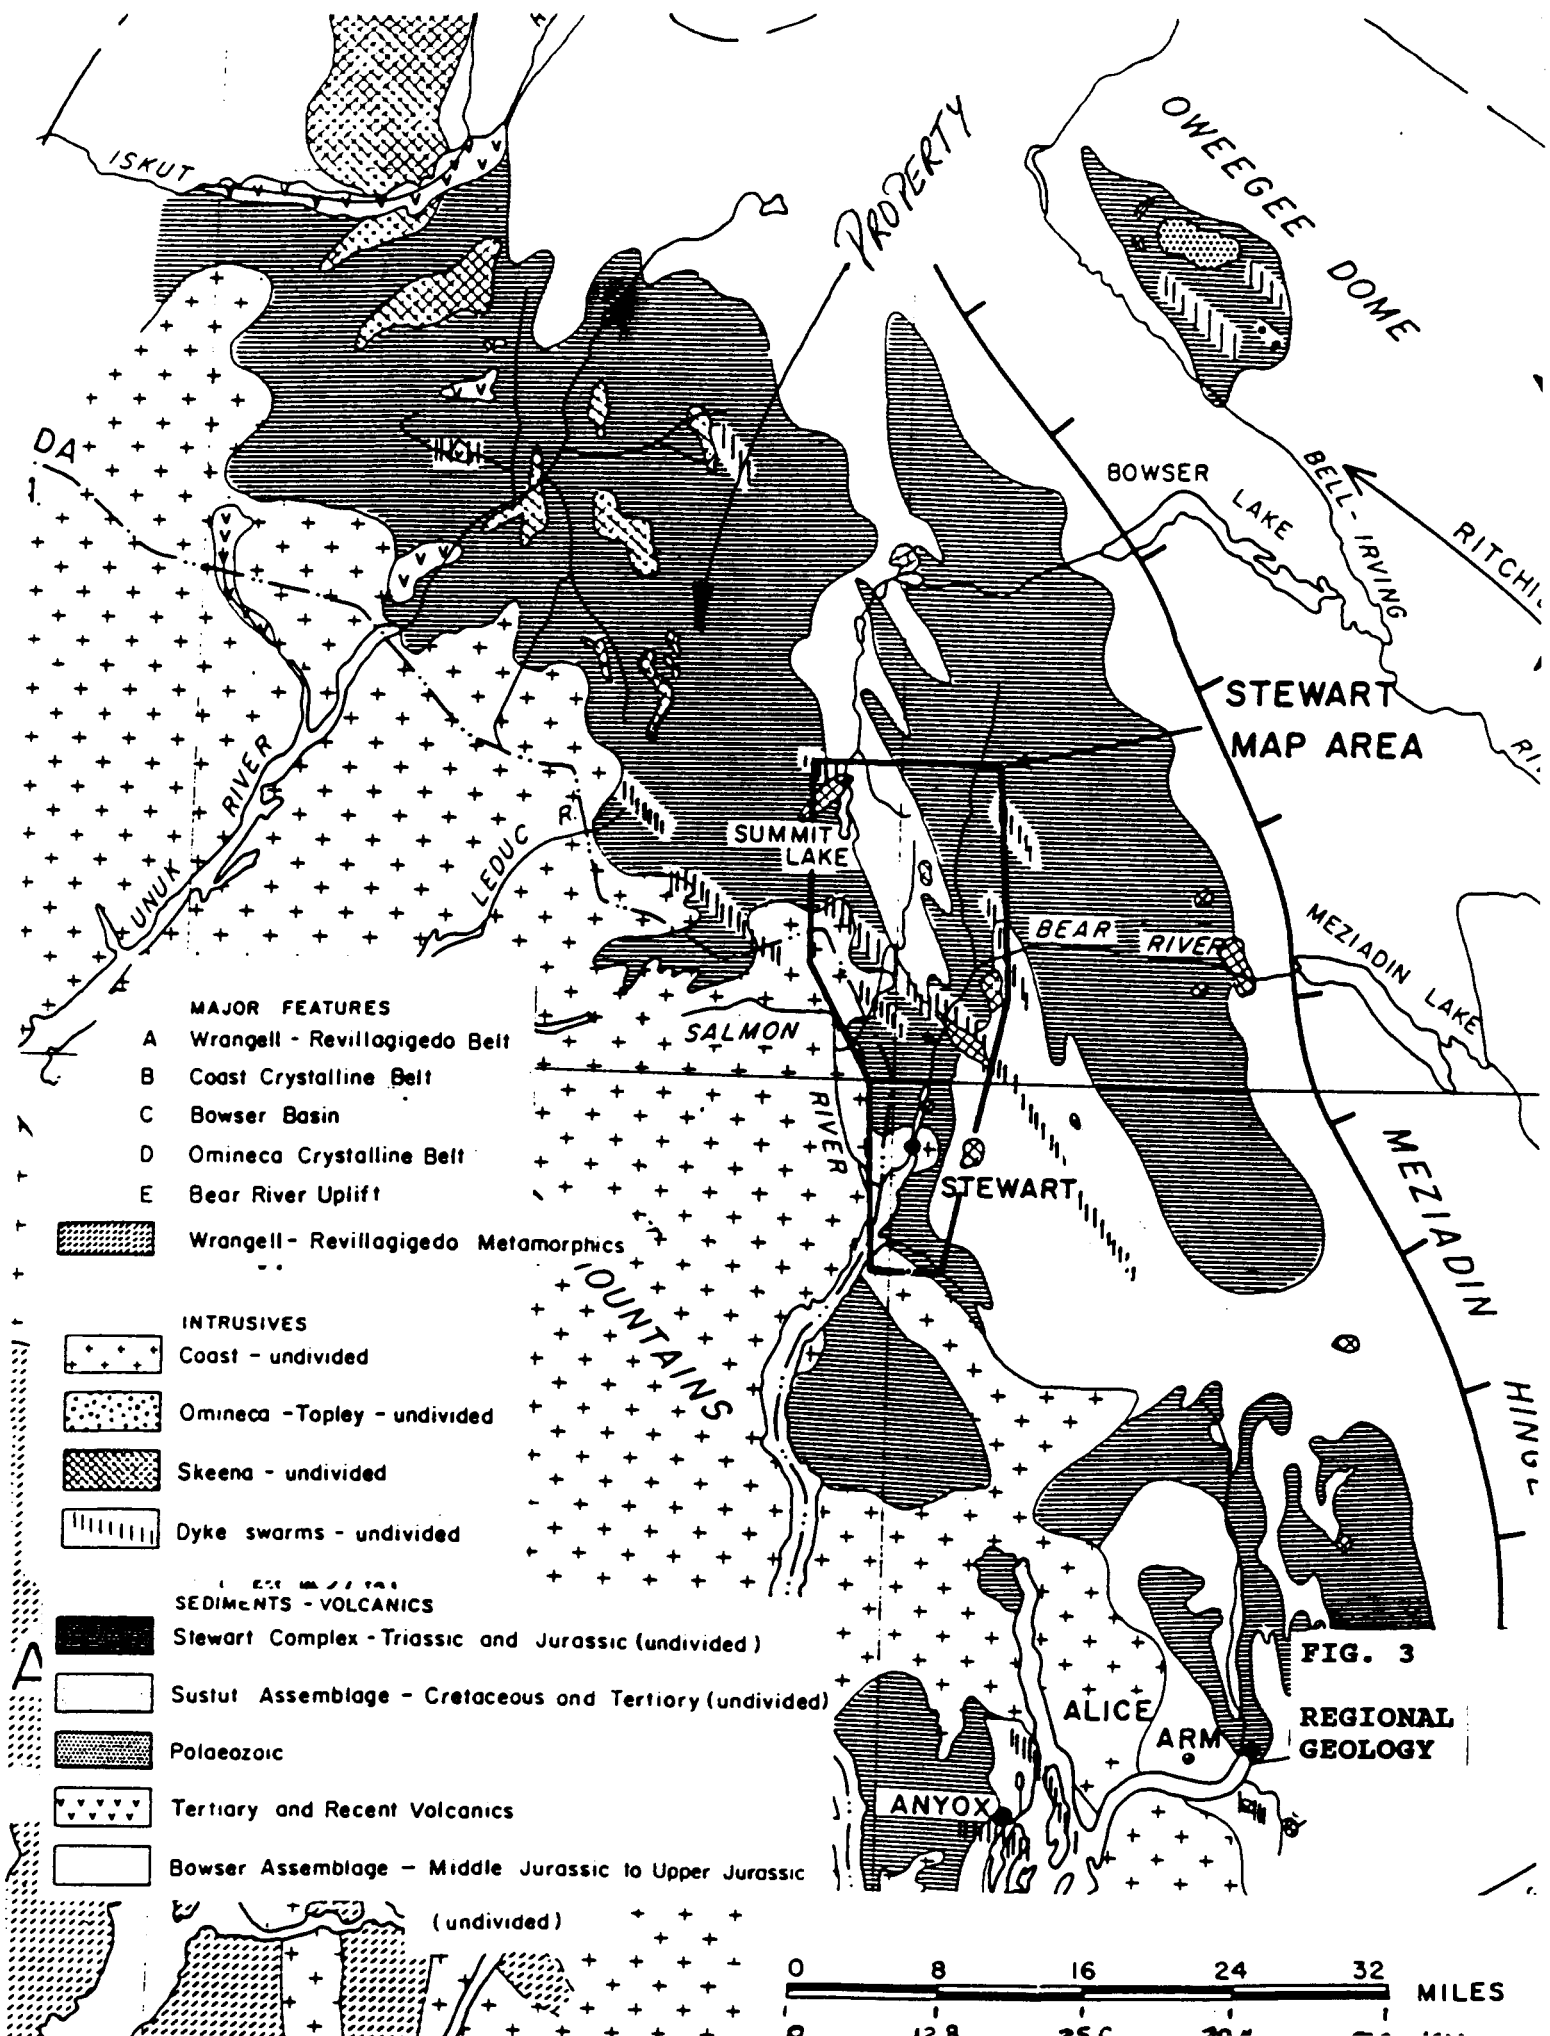 ISKUT
PROPERTY
OWEEGEE DOME
DA
BOWSER
LAKE
BELL-IRVING
STEWART
MAP AREA
UNUK RIVER
LEDUC R.
SUMMIT
LAKE
BEAR RIVER
MEZIADIN LAKE
SALMON
RIVER
STEWART
MEZIADIN
MAJOR FEATURES
A Wrangell - Revillagigedo Belt
B Coast Crystalline Belt
C Bowser Basin
D Omineca Crystalline Belt
E Bear River Uplift
Wrangell - Revillagigedo Metamorphics
OUNTAINS
INTRUSIVES
Coast - undivided
Omineca - Topley - undivided
Skeena - undivided
Dyke swarms - undivided
SEDIMENTS - VOLCANICS
Stewart Complex - Triassic and Jurassic (undivided)
A
Sustut Assemblage - Cretaceous and Tertiary (undivided)
Palaeozoic
Tertiary and Recent Volcanics
Bowser Assemblage - Middle Jurassic to Upper Jurassic
(undivided)
FIG. 3
REGIONAL
GEOLOGY
ALICE
ARM
ANYOX
0 8 16 24 32
MILES